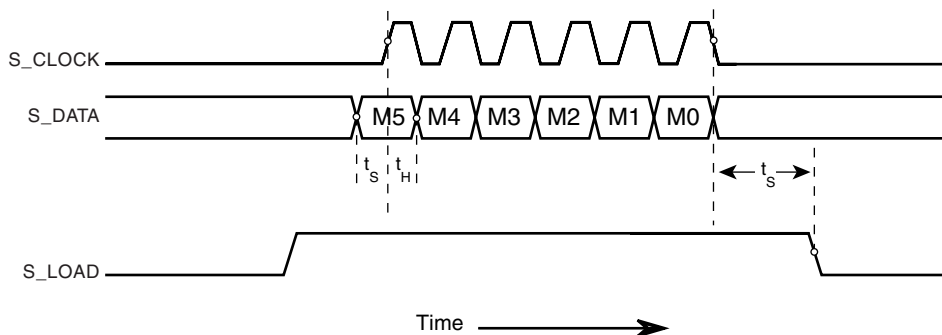 S_CLOCK
S_DATA M5 M4 M3 M2 M1 M0
tS tH tS
S_LOAD
Time